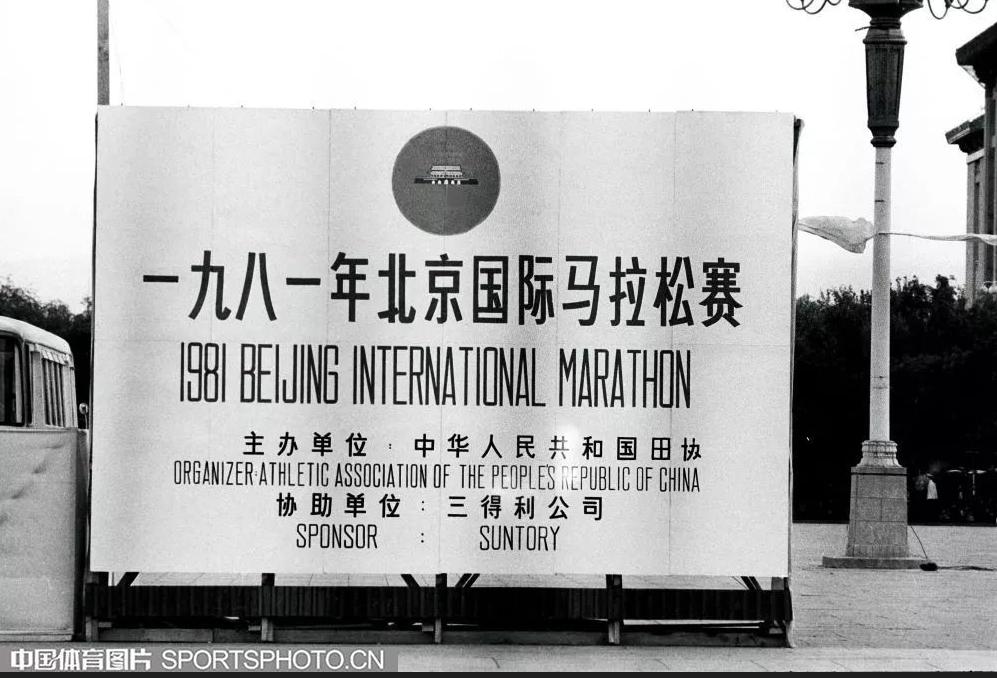 一九八一年北京国际马拉松赛
1981 BEIJING INTERNATIONAL MARATHON
主办单位：中华人民共和国田协
ORGANIZER:ATHLETIC ASSOCIATION OF THE PEOPLE'S REPUBLIC OF CHINA
协助单位：三得利公司
SPONSOR : SUNTORY
中国体育图片 SPORTSPHOTO.CN